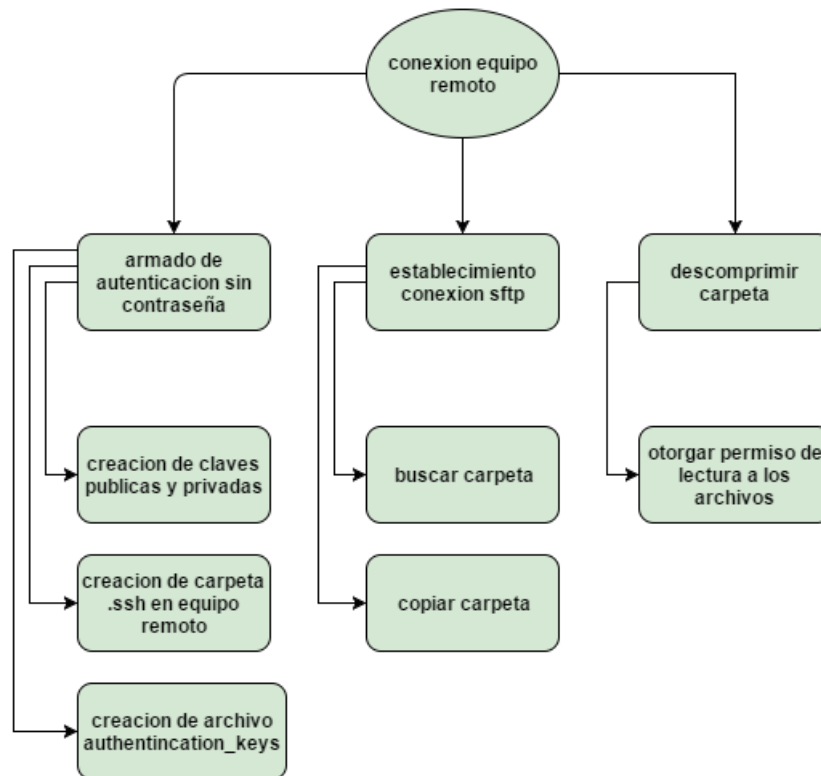 conexion equipo
remoto
armado de
autenticacion sin
contraseña
establecimiento
conexion sftp
descomprimir
carpeta
creacion de claves
publicas y privadas
buscar carpeta
otorgar permiso de
lectura a los
archivos
creacion de carpeta
.ssh en equipo
remoto
copiar carpeta
creacion de archivo
authentincation_keys